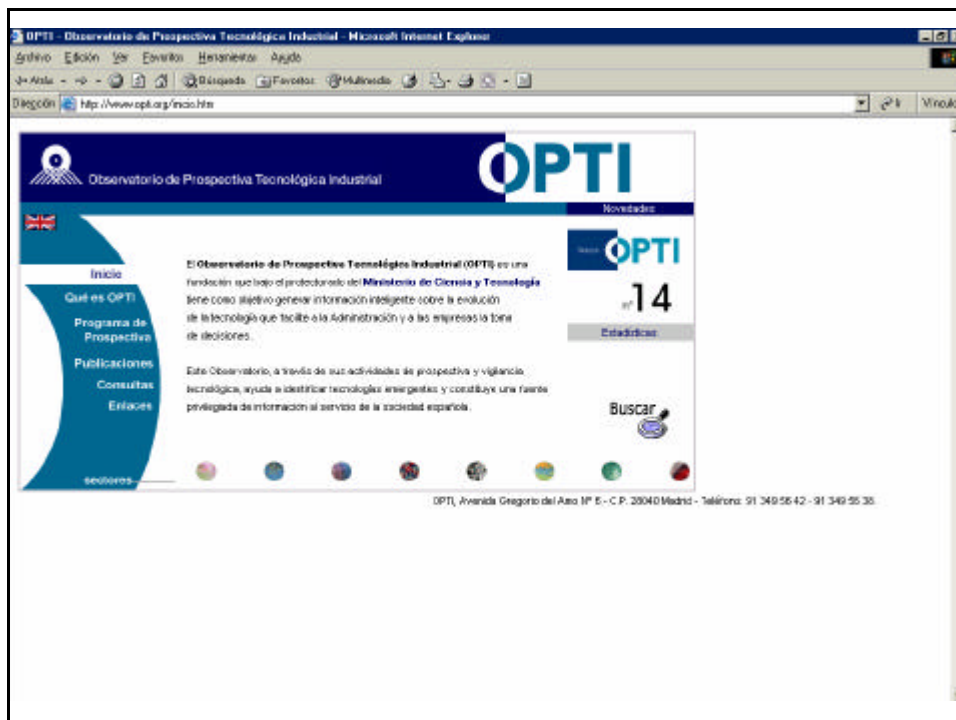 OPTI - Observatorio de Prospectiva Tecnológica Industrial - Microsoft Internet Explorer
Archivo Edición Ver Favoritos Herramientas Ayuda
Atrás Búsqueda Favoritos Multimedia
Dirección http://www.opti.org/inicio.htm Ir Vínculos
Observatorio de Prospectiva Tecnológica Industrial
OPTI
Novedades
OPTI
nº 14
Estadísticas
Buscar
Inicio
Qué es OPTI
Programa de
Prospectiva
Publicaciones
Consultas
Enlaces
sectores
El Observatorio de Prospectiva Tecnológica Industrial (OPTI) es una
fundación que bajo el protectorado del Ministerio de Ciencia y Tecnología
tiene como objetivo generar información inteligente sobre la evolución
de la tecnología que facilite a la Administración y a las empresas la toma
de decisiones.
Este Observatorio, a través de sus actividades de prospectiva y vigilancia
tecnológica, ayuda a identificar tecnologías emergentes y constituye una fuente
privilegiada de información al servicio de la sociedad española.
OPTI, Avenida Gregorio del Amo Nº 6 - C.P. 28040 Madrid - Teléfono: 91 349 56 42 - 91 349 56 38.